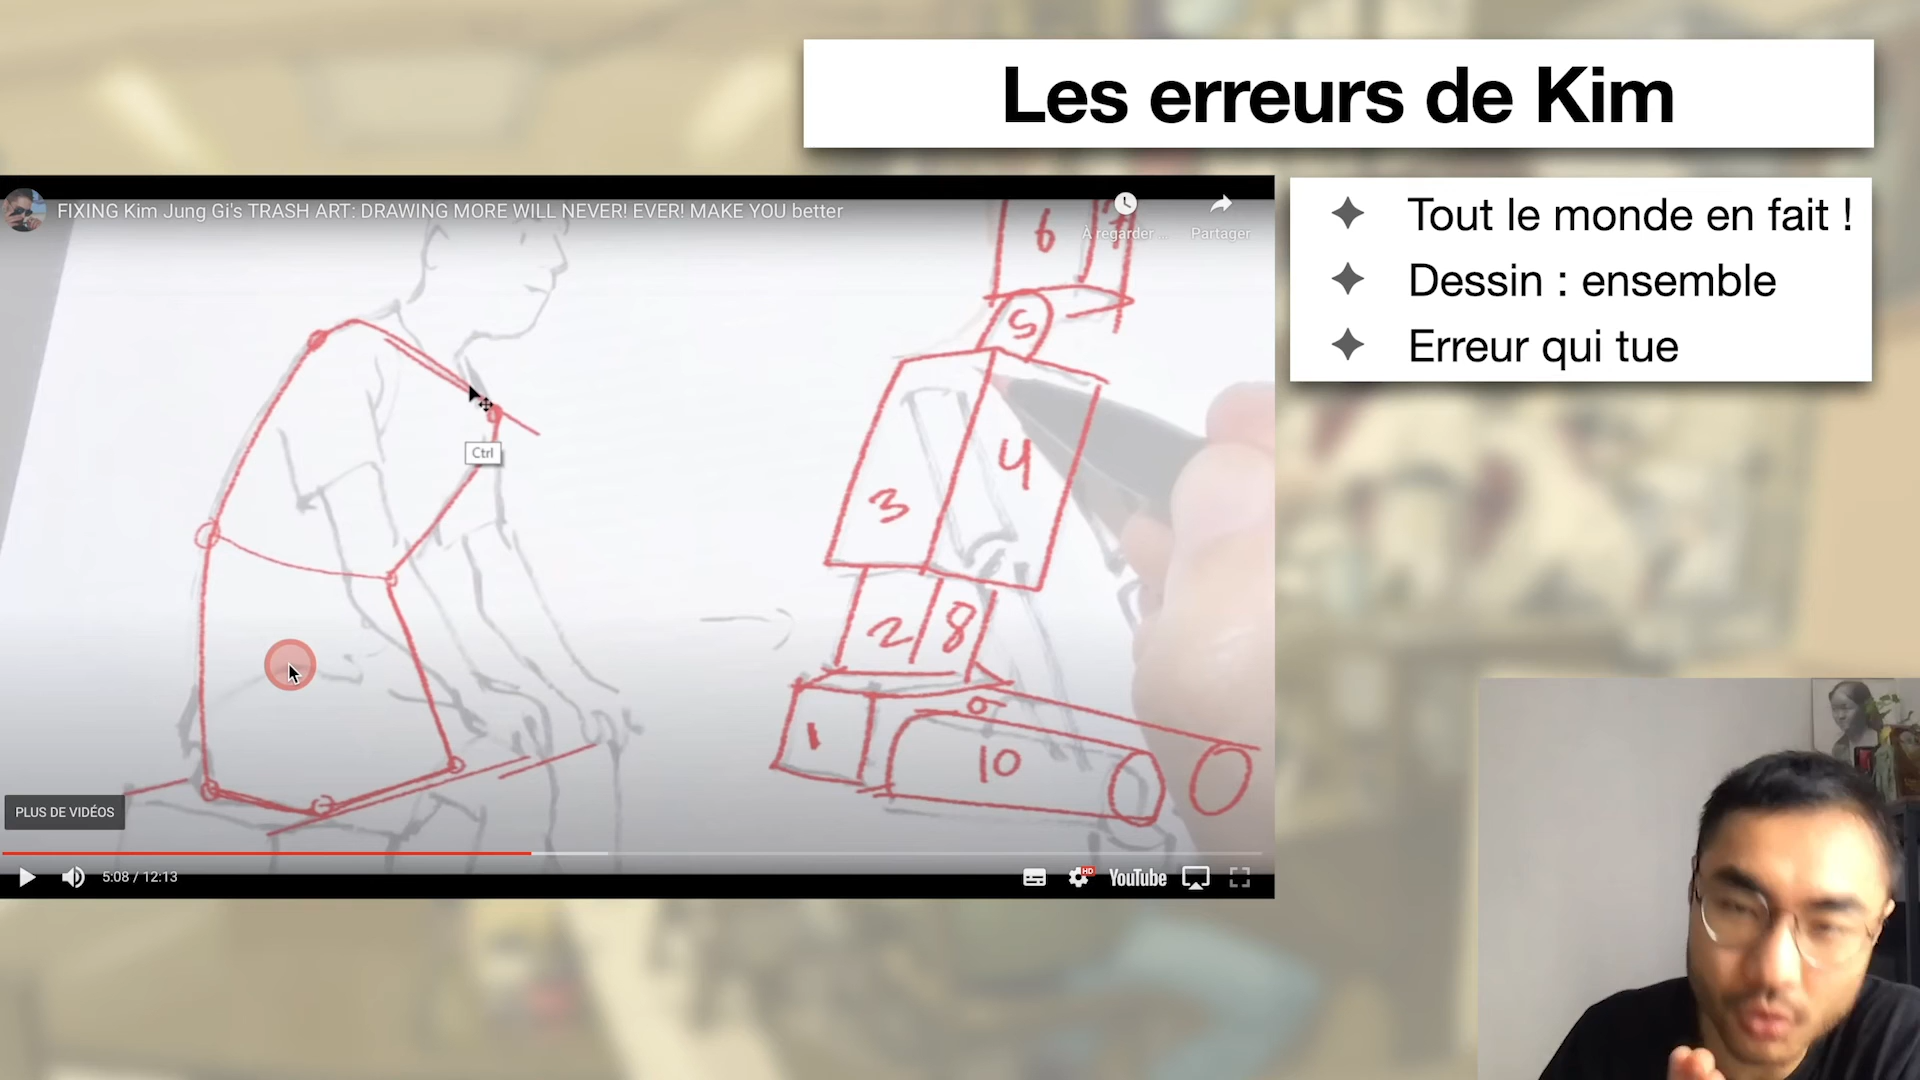 Les erreurs de Kim
Tout le monde en fait !
Dessin : ensemble
Erreur qui tue
FIXING Kim Jung Gi's TRASH ART: DRAWING MORE WILL NEVER! EVER! MAKE YOU better
À regarder ...
Partager
6
5
4
3
2
8
9
1
10
Ctrl
PLUS DE VIDÉOS
5:08 / 12:13
HD
YouTube